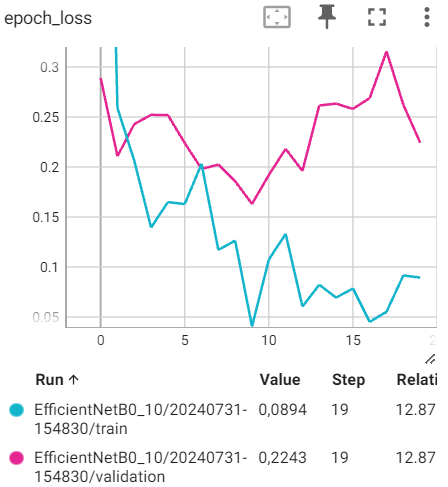 epoch_loss
0.3
0.25
0.2
0.15
0.1
0.05
0 5 10 15 2
Run ↑ Value Step Relati
EfficientNetB0_10/20240731- 0,0894 19 12.87
154830/train
EfficientNetB0_10/20240731- 0,2243 19 12.87
154830/validation